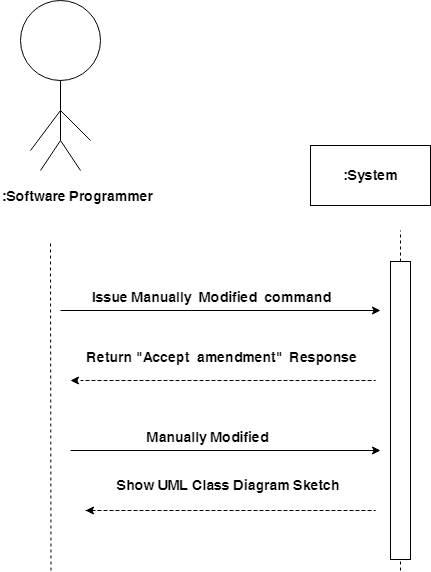 :System
:Software Programmer
Issue Manually Modified command
Return "Accept amendment" Response
Manually Modified
Show UML Class Diagram Sketch